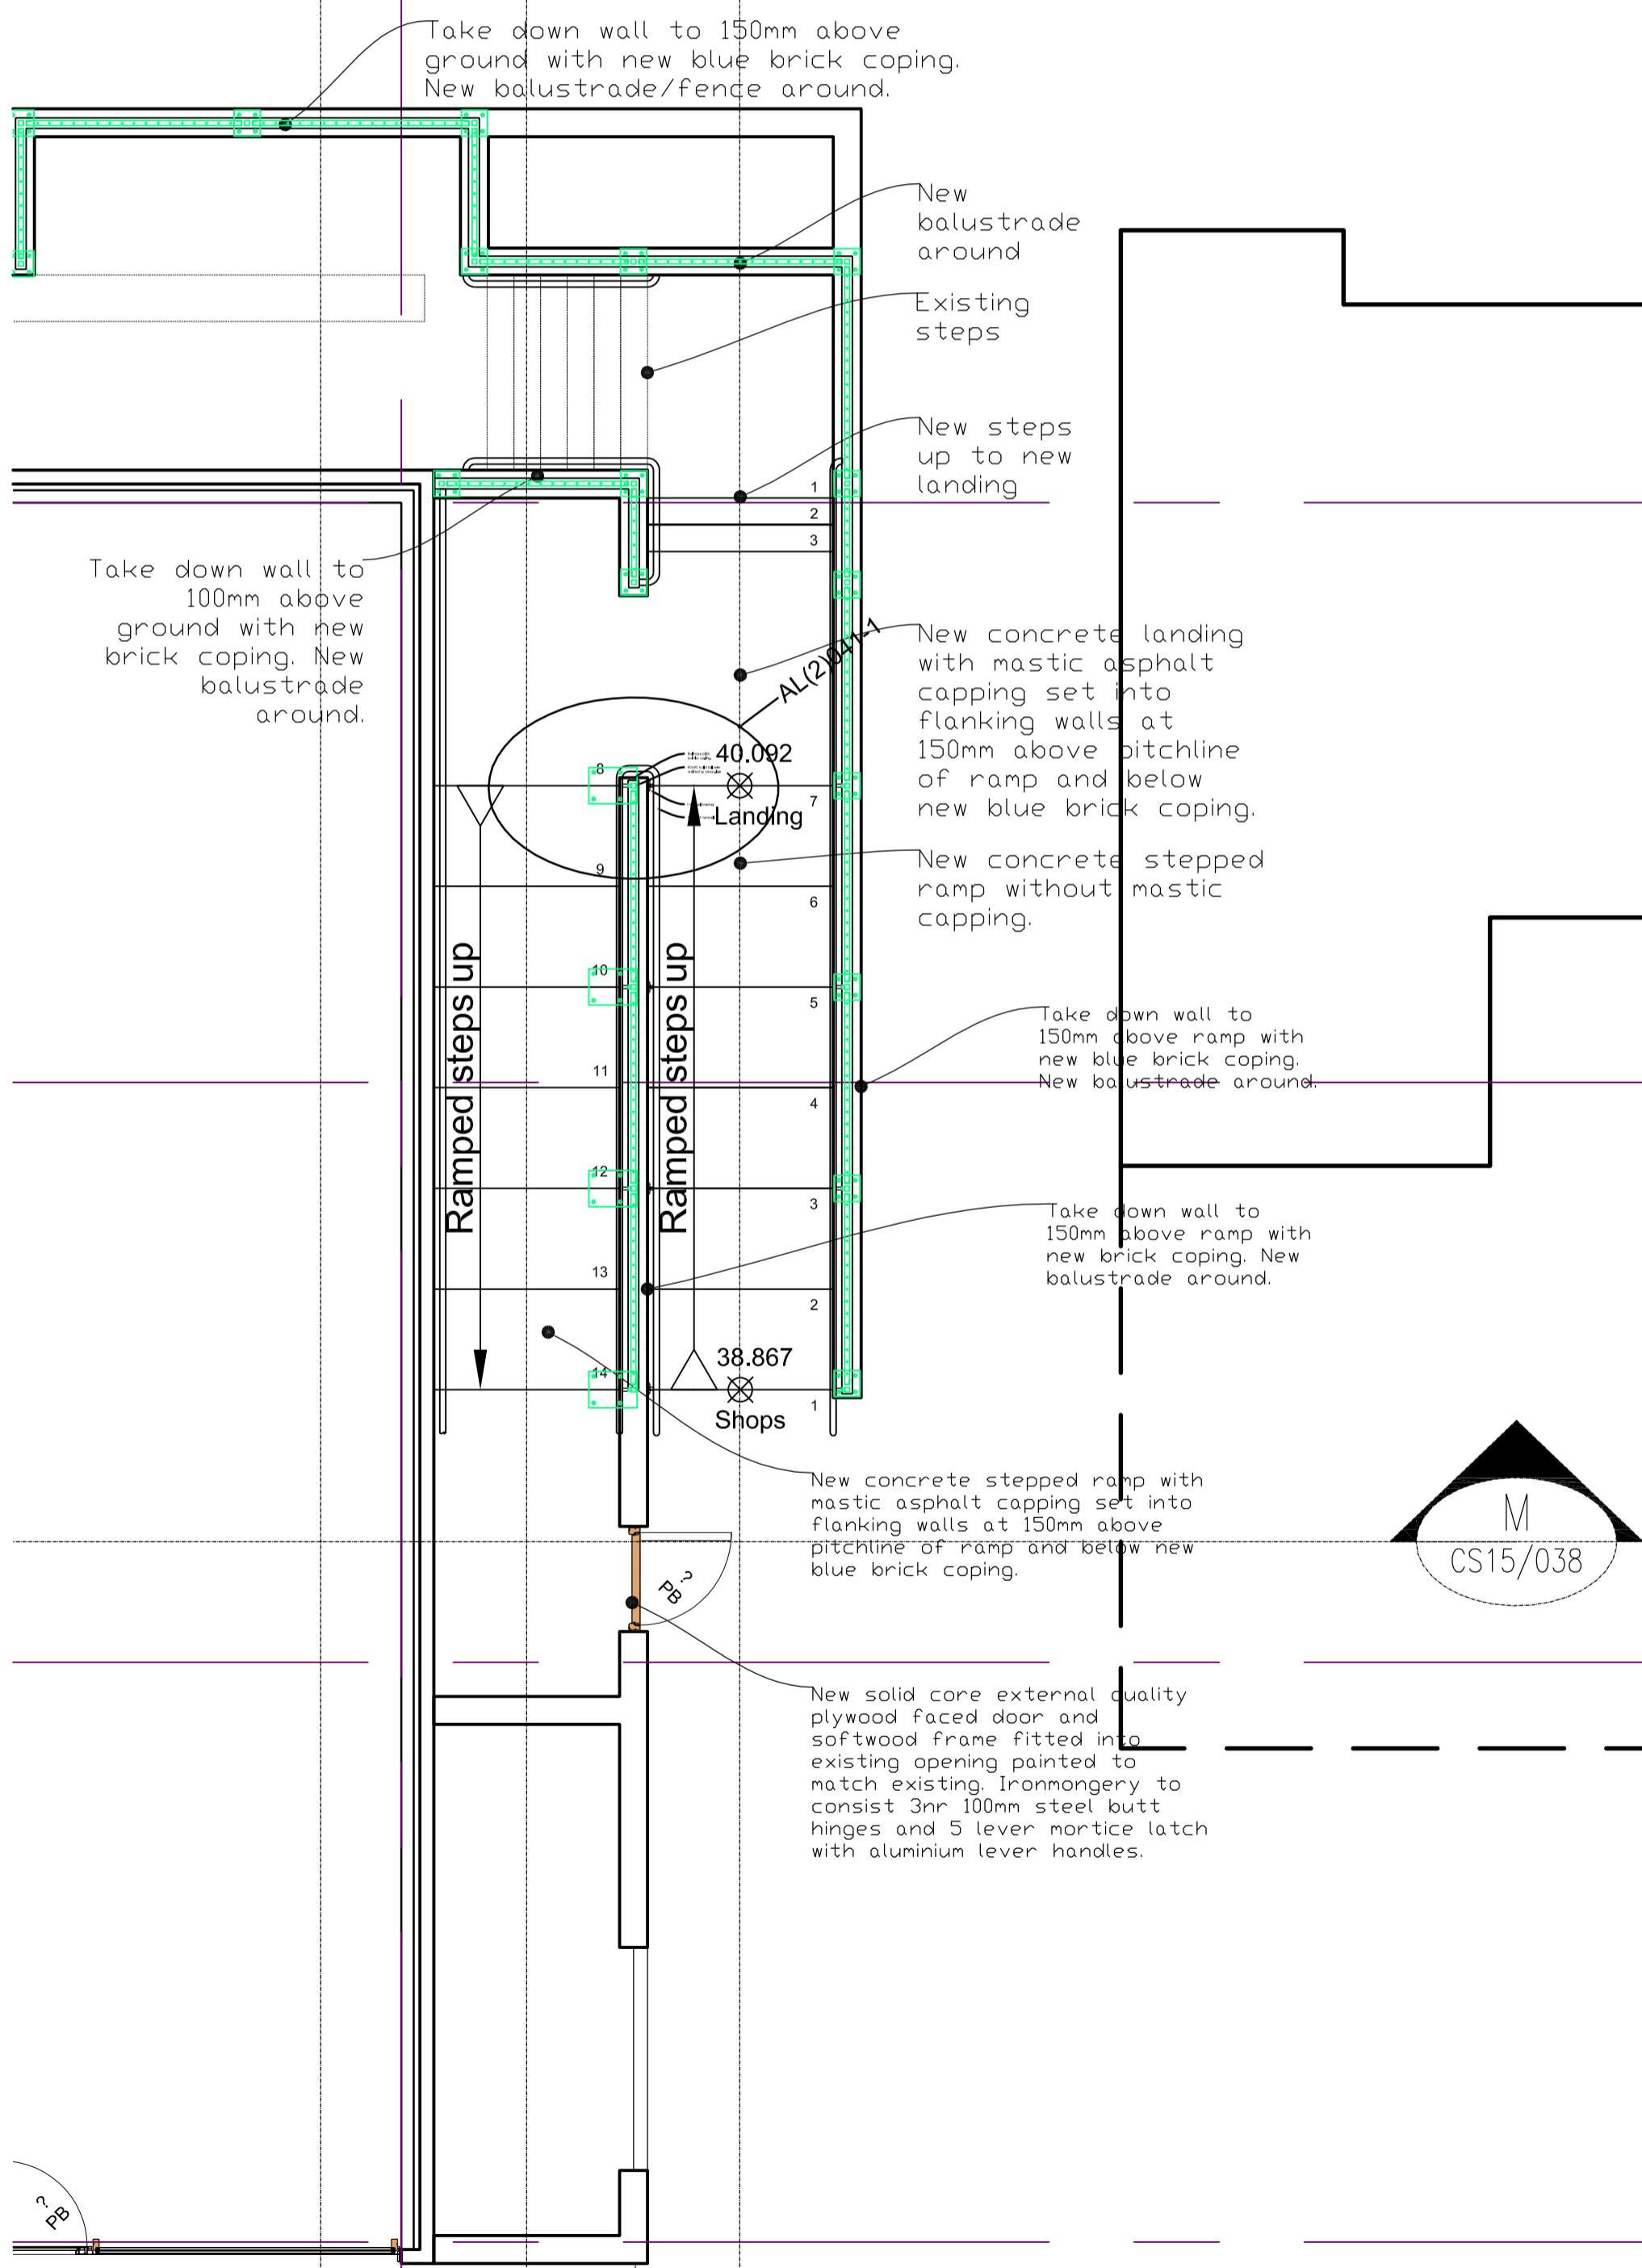 Take down wall to 150mm above
ground with new blue brick coping.
New balustrade/fence around.
New
balustrade
around
Existing
steps
New steps
up to new
landing
1
2
3
Take down wall to
100mm above
ground with new
brick coping. New
balustrade
around.
New concrete landing
with mastic asphalt
capping set into
flanking walls at
150mm above pitchline
of ramp and below
new blue brick coping.
AL(2)041-1
40.092
Landing
8
7
New concrete stepped
ramp without mastic
capping.
9
6
10
5
11
4
12
3
13
2
14
1
Ramped steps up
Ramped steps up
Take down wall to
150mm above ramp with
new blue brick coping.
New balustrade around.
Take down wall to
150mm above ramp with
new brick coping. New
balustrade around.
38.867
Shops
New concrete stepped ramp with
mastic asphalt capping set into
flanking walls at 150mm above
pitchline of ramp and below new
blue brick coping.
M
CS15/038
?
PB
New solid core external quality
plywood faced door and
softwood frame fitted into
existing opening painted to
match existing. Ironmongery to
consist 3nr 100mm steel butt
hinges and 5 lever mortice latch
with aluminium lever handles.
?
PB